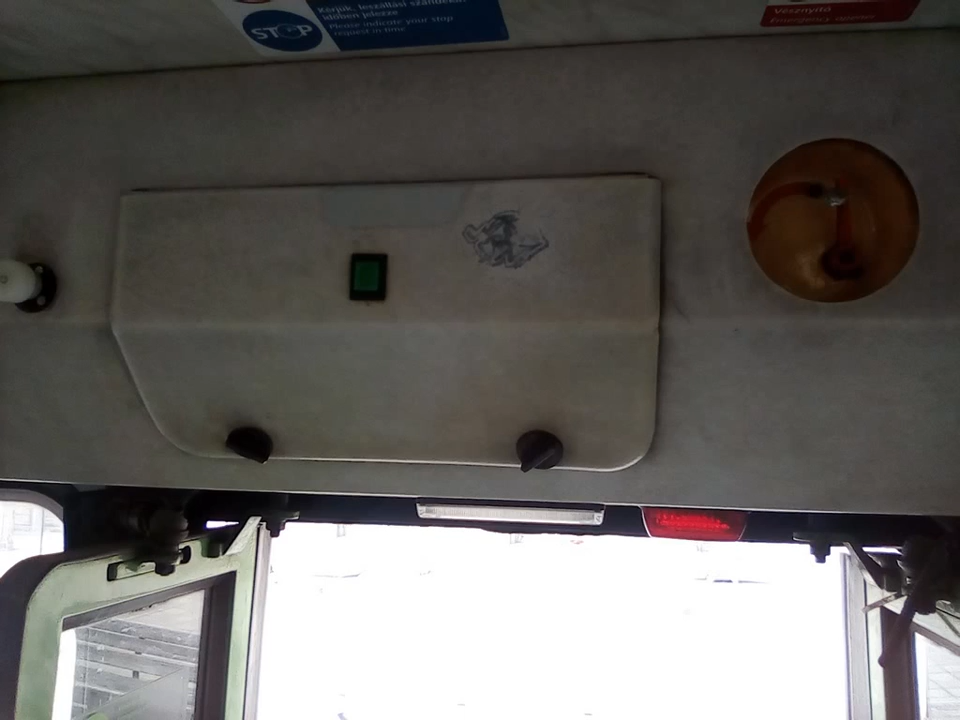 STOP
Kérjük, leszállási szándékát
időben jelezze
Please indicate your stop
request in time
Vésznyitó
Emergency opener